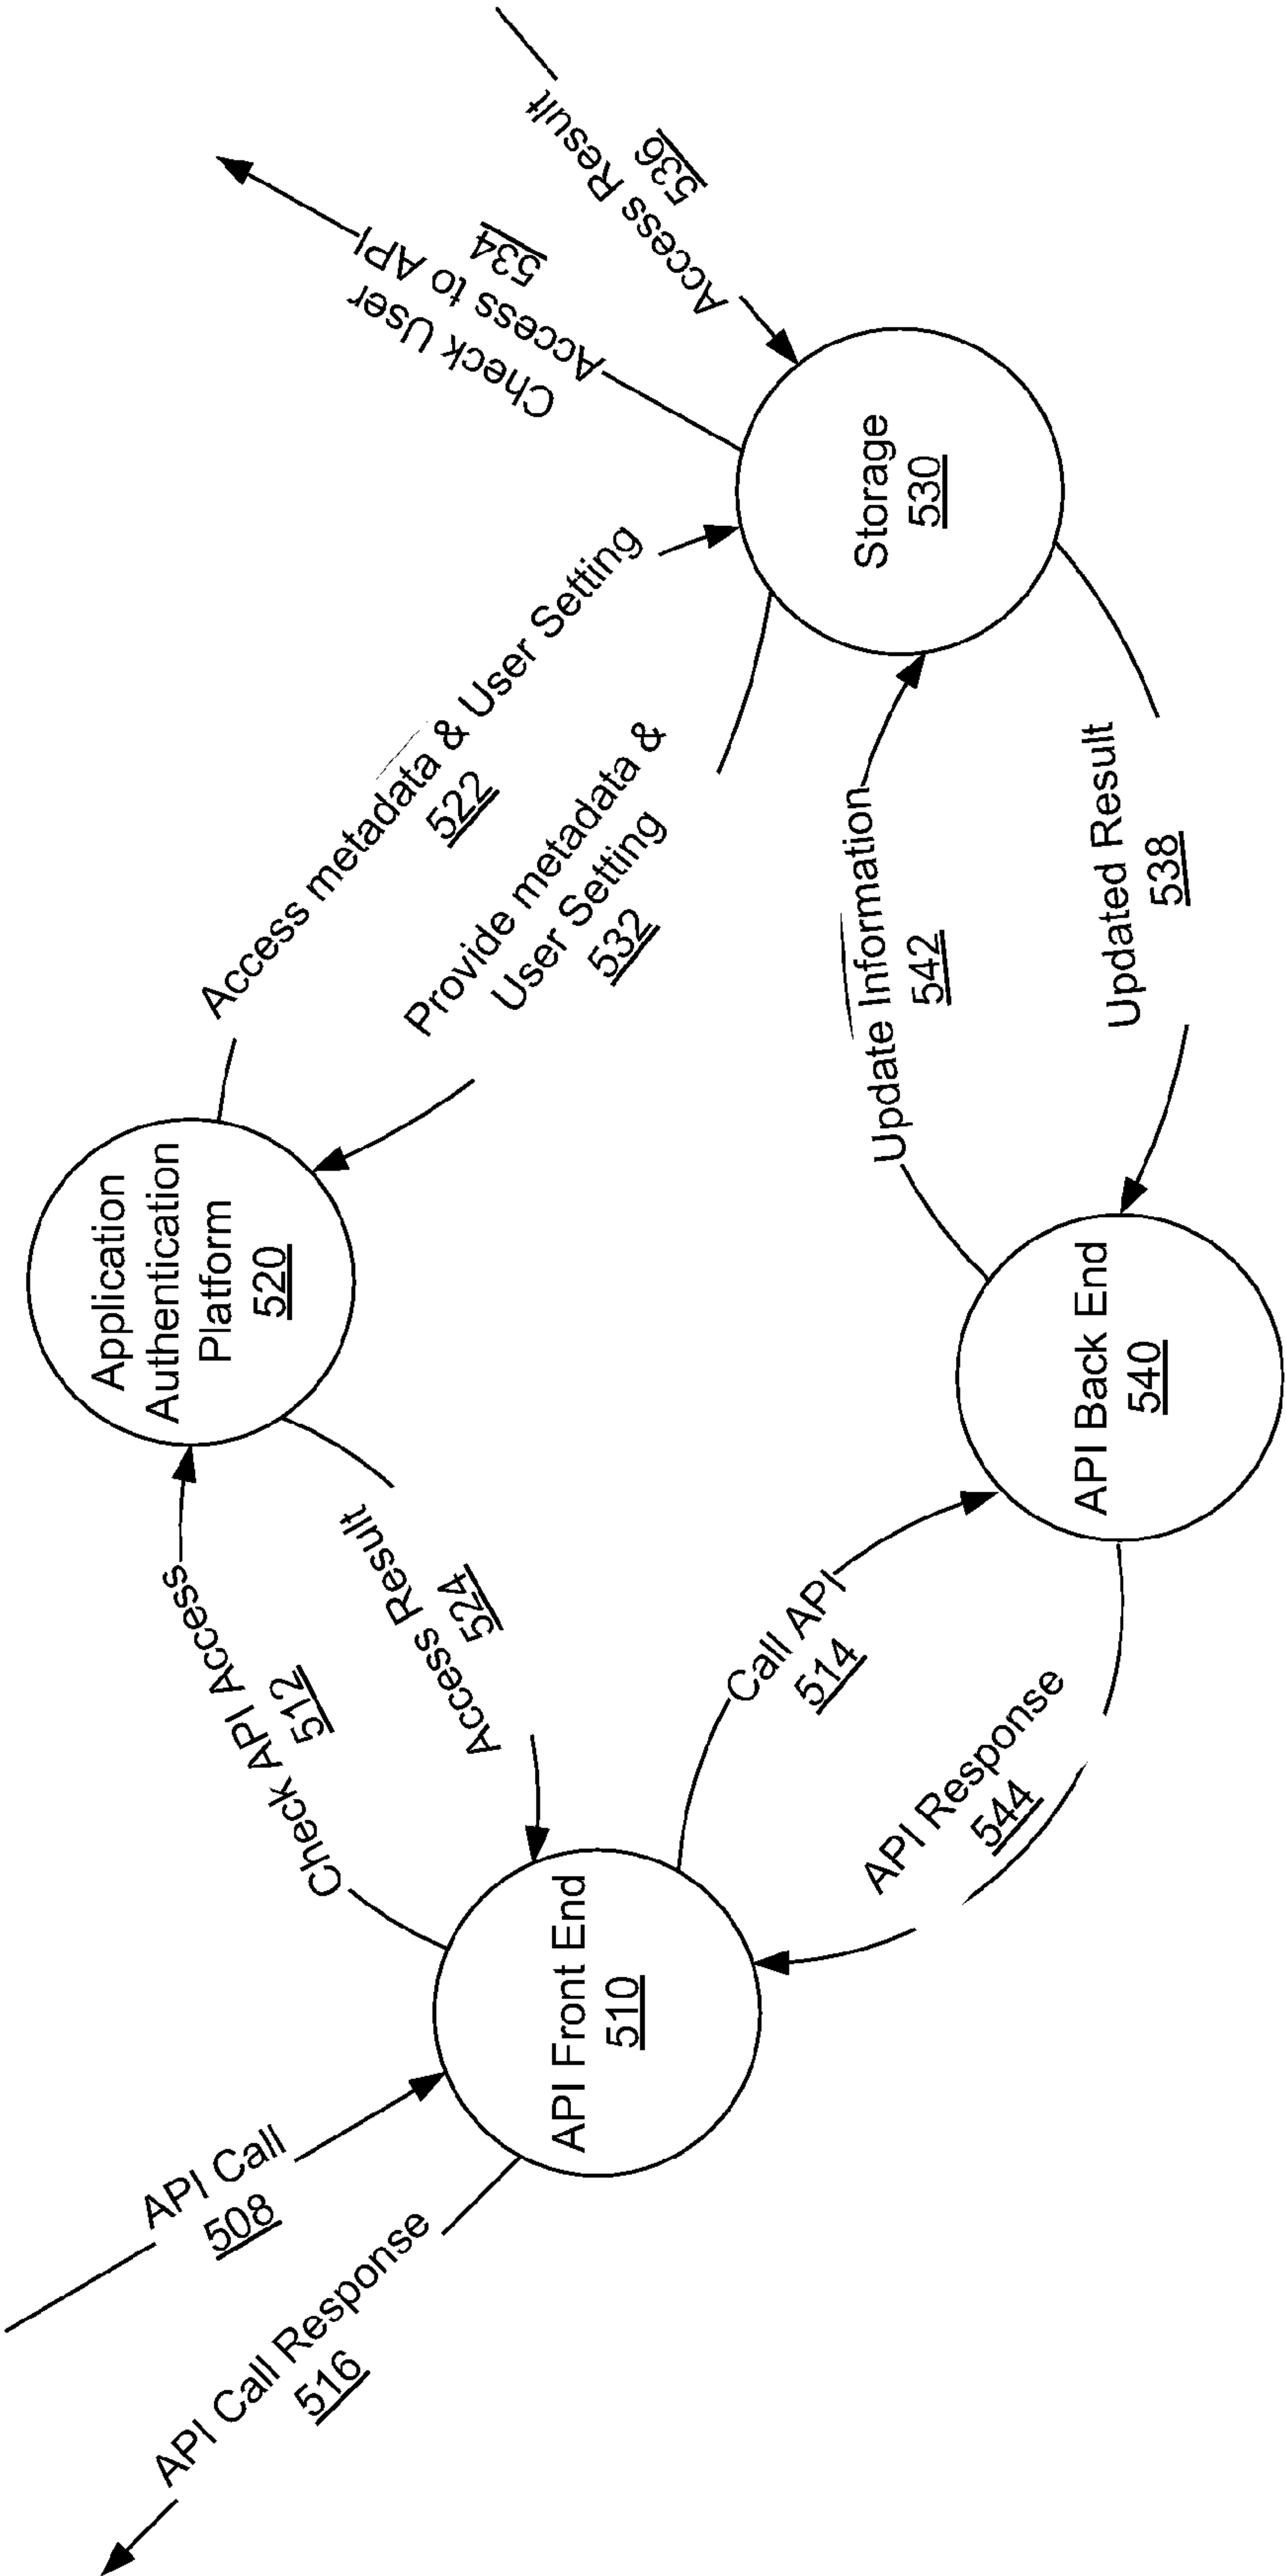 API Call
508
API Call Response
516
API Front End
510
Check API Access
512
Access Result
524
Call API
514
API Response
544
Application
Authentication
Platform
520
API Back End
540
Access metadata & User Setting
522
Provide metadata &
User Setting
532
Update Information
542
Updated Result
538
Storage
530
Check User
Access to API
534
Access Result
536